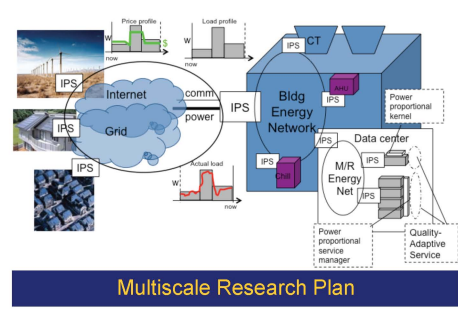 Price profile
Load profile
W
$
now
W
now
IPS
CT
IPS
Internet
comm
IPS
AHU
IPS
Power
proportional
kernel
IPS
Grid
power
Bldg
Energy
Network
IPS
Data center
IPS
Actual load
IPS
M/R
Energy
Net
IPS
W
Chill
IPS
now
Power
proportional
service
manager
Quality-
Adaptive
Service
Multiscale Research Plan